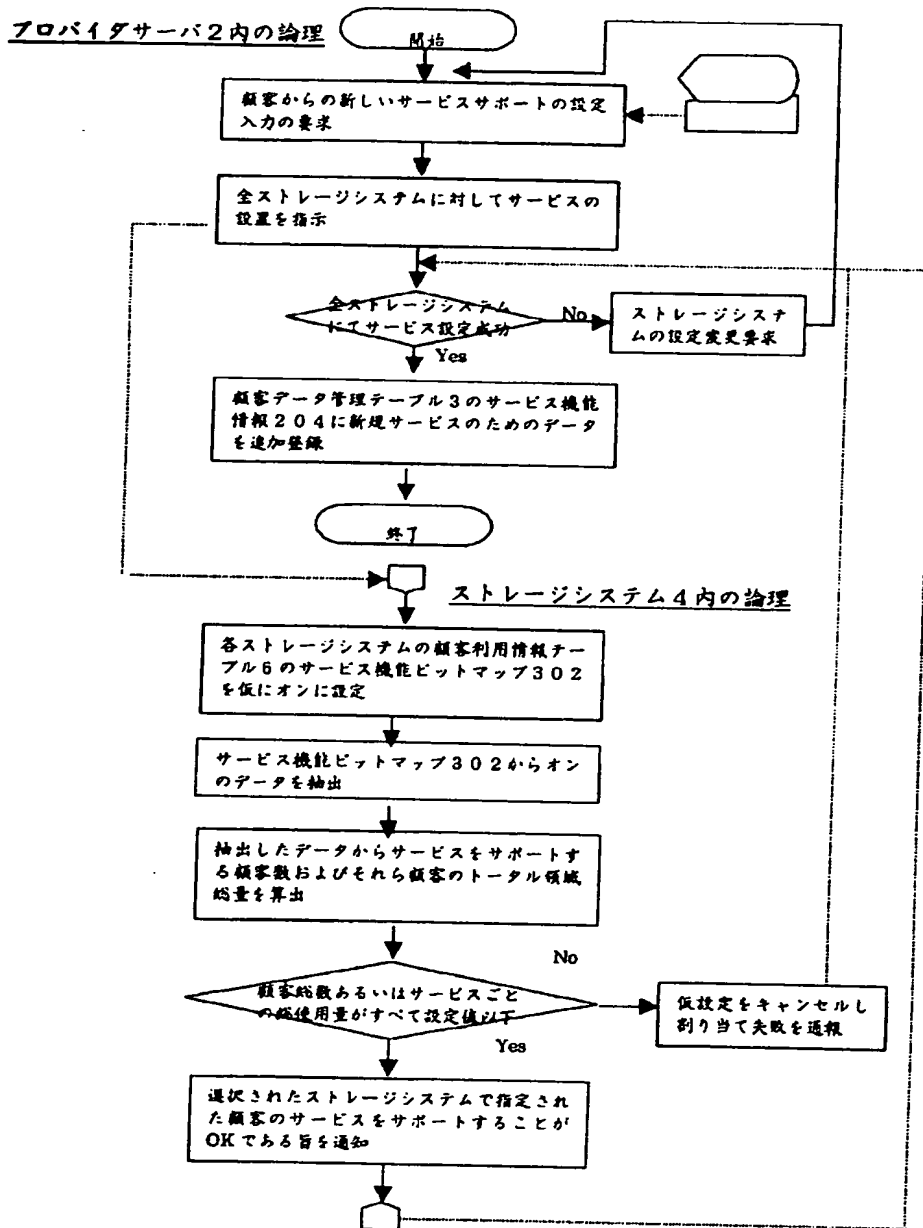 プロバイダサーバ2内の論理
開始
顧客からの新しいサービスサポートの設定
入力の要求
全ストレージシステムに対してサービスの
設置を指示
全ストレージシステム
にてサービス設定成功
No
ストレージシステ
ムの設定変更要求
Yes
顧客データ管理テーブル3のサービス機能
情報204に新規サービスのためのデータ
を追加登録
終了
ストレージシステム4内の論理
各ストレージシステムの顧客利用情報テー
ブル6のサービス機能ビットマップ302
を仮にオンに設定
サービス機能ビットマップ302からオン
のデータを抽出
抽出したデータからサービスをサポートす
る顧客数およびそれら顧客のトータル領域
総量を算出
No
顧客総数あるいはサービスごと
の総使用量がすべて設定値以下
仮設定をキャンセルし
割り当て失敗を通報
Yes
選択されたストレージシステムで指定され
た顧客のサービスをサポートすることが
OKである旨を通知